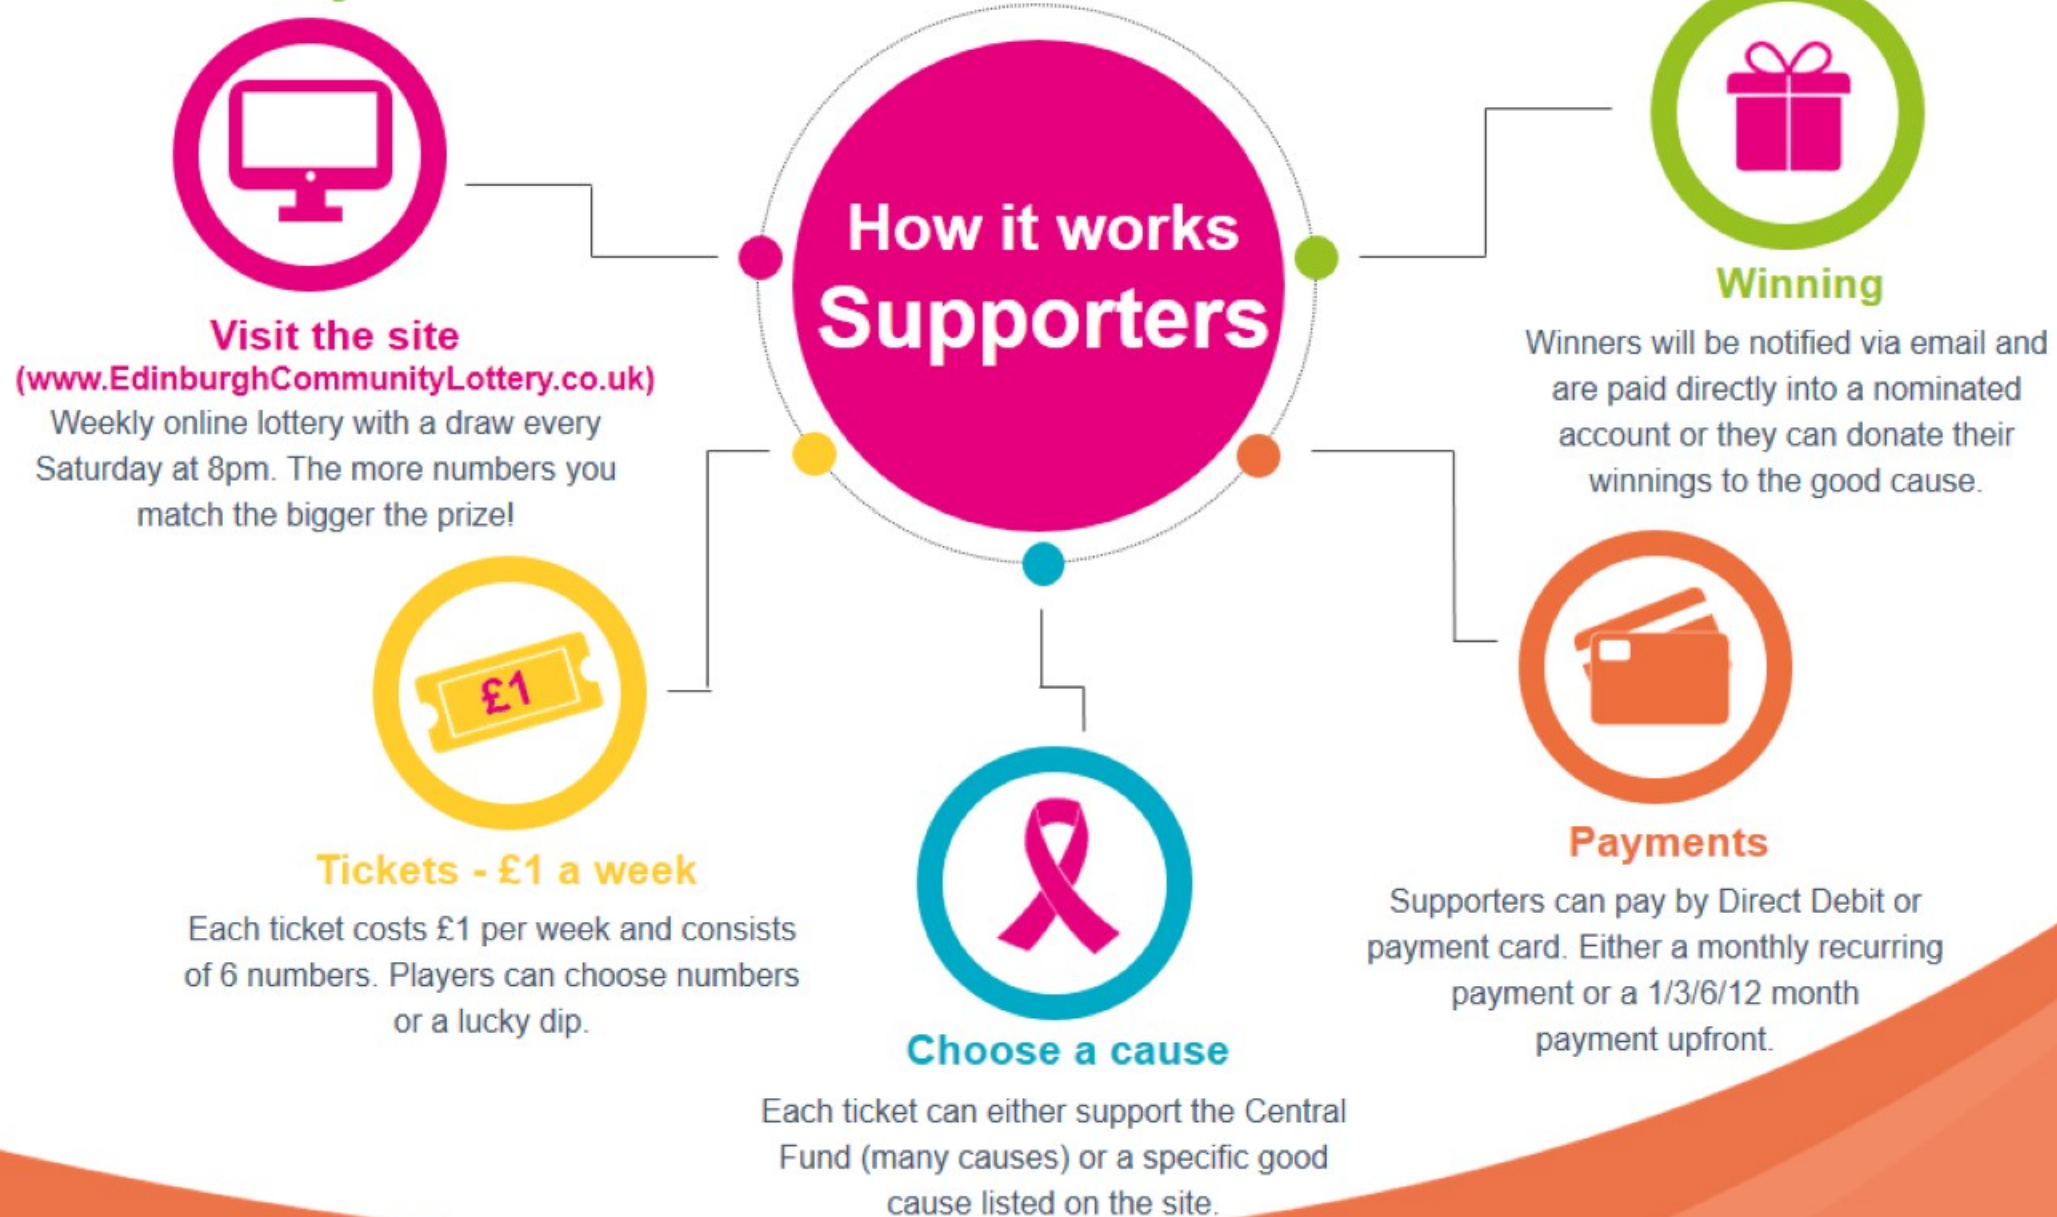 How it works
Supporters
Visit the site
(www.EdinburghCommunityLottery.co.uk)
Weekly online lottery with a draw every
Saturday at 8pm. The more numbers you
match the bigger the prize!
£1
Tickets - £1 a week
Each ticket costs £1 per week and consists
of 6 numbers. Players can choose numbers
or a lucky dip.
Choose a cause
Each ticket can either support the Central
Fund (many causes) or a specific good
cause listed on the site.
Payments
Supporters can pay by Direct Debit or
payment card. Either a monthly recurring
payment or a 1/3/6/12 month
payment upfront.
Winning
Winners will be notified via email and
are paid directly into a nominated
account or they can donate their
winnings to the good cause.